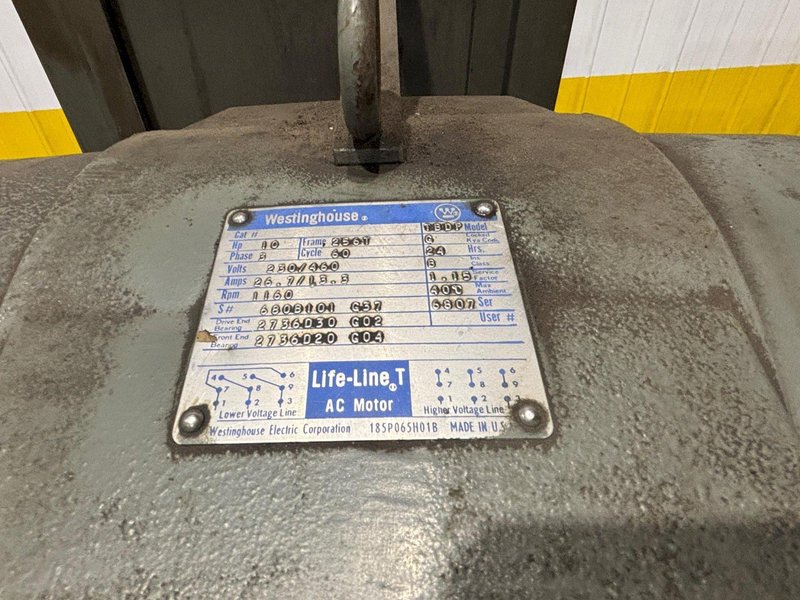 Westinghouse W
Cat # TBDP Model
Hp 10 Frame 256T G Locked Kva Code
Phase 3 Cycle 60 24 Hrs.
Volts 230/460 B Ins Class
Amps 26.7/13.3 1.15 Service Factor
Rpm 1160 40°C Max Ambient
S# 6808101 G37 6807 Ser
Drive End Bearing 2736D30 G02 User #
Front End Bearing 2736D20 G04
4 5 6 Life-Line T 4 5 6
7 8 9 AC Motor 7 8 9
1 2 3 1 2 3
Lower Voltage Line Higher Voltage Line
Westinghouse Electric Corporation 185P065H01B MADE IN U.S